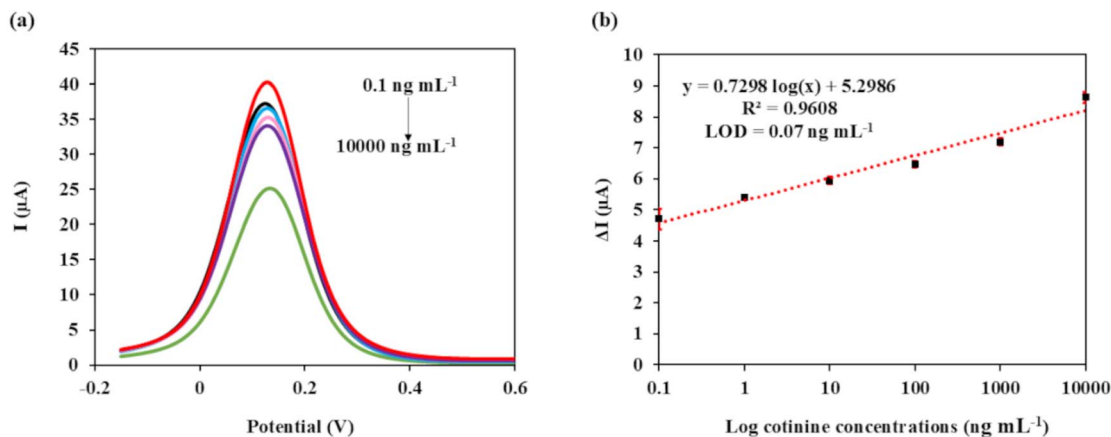 (a)
45
40
35
30
25
20
15
10
5
0
I (µA)
0.1 ng mL-1
10000 ng mL-1
-0.2
0
0.2
0.4
0.6
Potential (V)
(b)
10
9
8
7
6
5
4
3
2
1
0
ΔI (µA)
y = 0.7298 log(x) + 5.2986
R² = 0.9608
LOD = 0.07 ng mL-1
0.1
1
10
100
1000
10000
Log cotinine concentrations (ng mL-1)